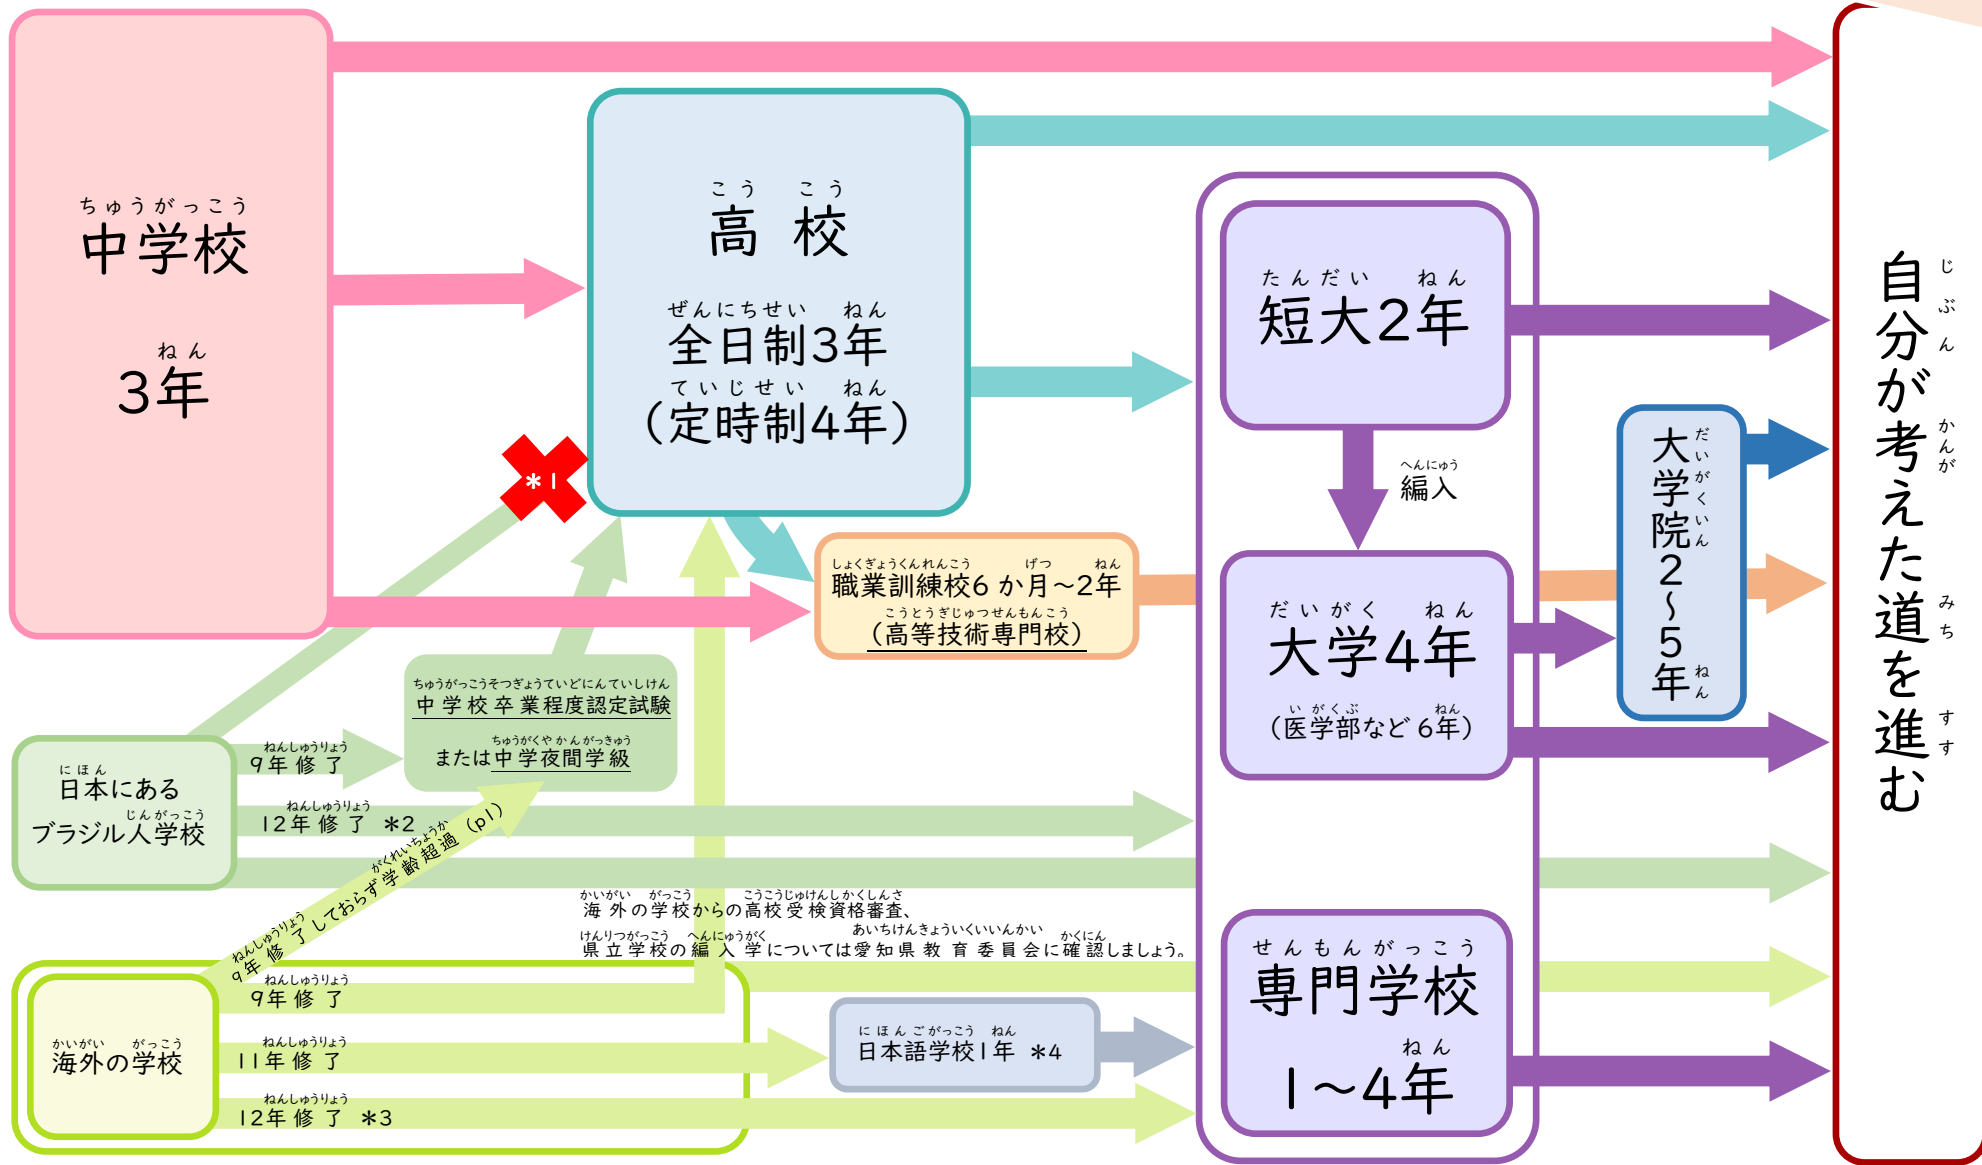 ちゅうがっこう
中学校
ねん
3年
こう こう
高 校
ぜんにちせい ねん
全日制3年
ていじせい ねん
（定時制4年）
＊1
たんだい ねん
短大2年
へんにゅう
編入
だいがく ねん
大学4年
いがくぶ ねん
（医学部など6年）
せんもんがっこう
専門学校
ねん
1～4年
だいがくいん ねん
大学院2～5年
じぶん かんが みち すす
自分が考えた道を進む
しょくぎょうくんれんこう げつ ねん
職業訓練校6か月～2年
こうとうぎじゅつせんもんこう
（高等技術専門校）
ちゅうがっこうそつぎょうていどにんていしけん
中学校卒業程度認定試験
ちゅうがくやかんがっきゅう
または中学夜間学級
にほん
日本にある
じんがっこう
ブラジル人学校
ねんしゅうりょう
9年修了
ねんしゅうりょう
12年修了 ＊2
ねんしゅうりょう がくれいちょうか
9年修了しておらず学齢超過（p1）
かいがい がっこう こうこうじゅけんしかくしんさ
海外の学校からの高校受検資格審査、
けんりつがっこう へんにゅうがく あいちけんきょういくいいんかい かくにん
県立学校の編入学については愛知県教育委員会に確認しましょう。
かいがい がっこう
海外の学校
ねんしゅうりょう
9年修了
ねんしゅうりょう
11年修了
ねんしゅうりょう
12年修了 ＊3
にほんごがっこう ねん
日本語学校1年 ＊4